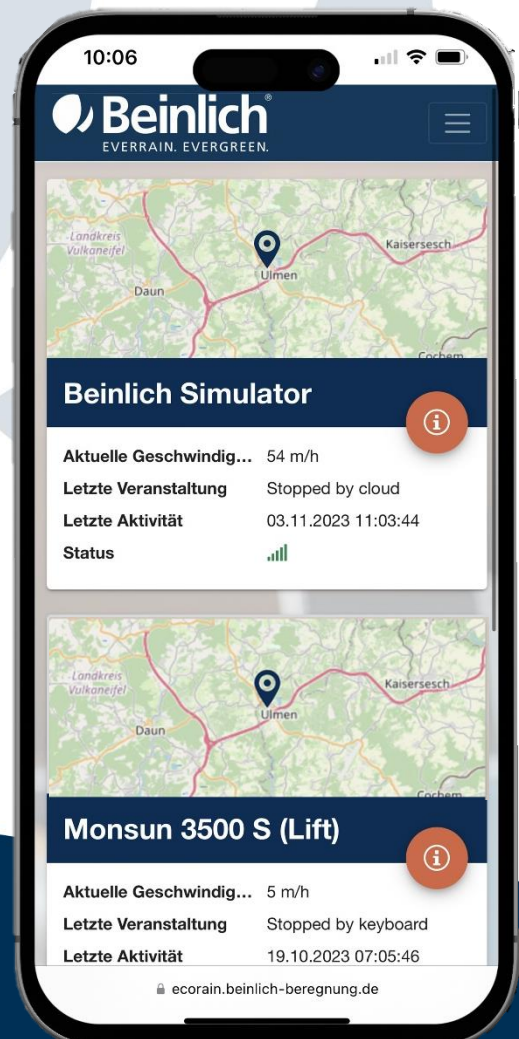 10:06
Beinlich®
EVERRAIN. EVERGREEN.
Landkreis
Vulkaneifel
Kaisersesch
Ulmen
Daun
Cochem
Beinlich Simulator
Aktuelle Geschwindig... 54 m/h
Letzte Veranstaltung Stopped by cloud
Letzte Aktivität 03.11.2023 11:03:44
Status
Landkreis
Vulkaneifel
Kaisersesch
Ulmen
Daun
Cochem
Monsun 3500 S (Lift)
Aktuelle Geschwindig... 5 m/h
Letzte Veranstaltung Stopped by keyboard
Letzte Aktivität 19.10.2023 07:05:46
ecorain.beinlich-beregnung.de